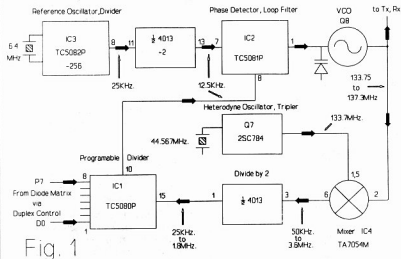 Reference Oscillator,Divider
Phase Detector, Loop Filter
VCO
Q8
to Tx, Rx
6.4
MHz
IC3
TC5082P
-256
8
11
½ 4013
-2
13
7
IC2
TC5081P
1
8
25KHz.
12.5KHz.
133.75
to
137.3MHz
Heterodyne Oscillator, Tripler
Q7
2SC784
44.567MHz.
133.7MHz.
Programable Divider
10
P7
From Diode Matrix
via
Duplex Control
D0
8
1
IC1
TC5080P
15
Divide by 2
1
½ 4013
3
6
1,5
2
25KHz.
to
1.8MHz.
50KHz.
to
3.6MHz.
Mixer IC4
TA7054M
Fig. 1